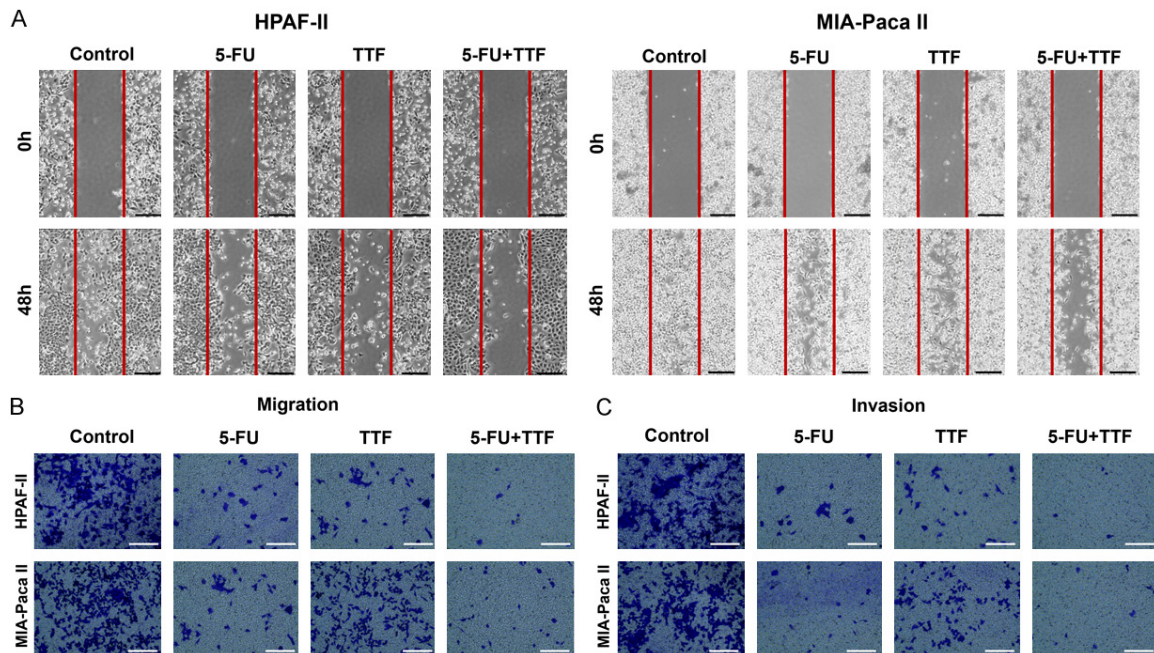 A
HPAF-II
MIA-Paca II
Control 5-FU TTF 5-FU+TTF
Control 5-FU TTF 5-FU+TTF
0h
0h
48h
48h
B
Migration
C
Invasion
Control 5-FU TTF 5-FU+TTF
Control 5-FU TTF 5-FU+TTF
HPAF-II
HPAF-II
MIA-Paca II
MIA-Paca II